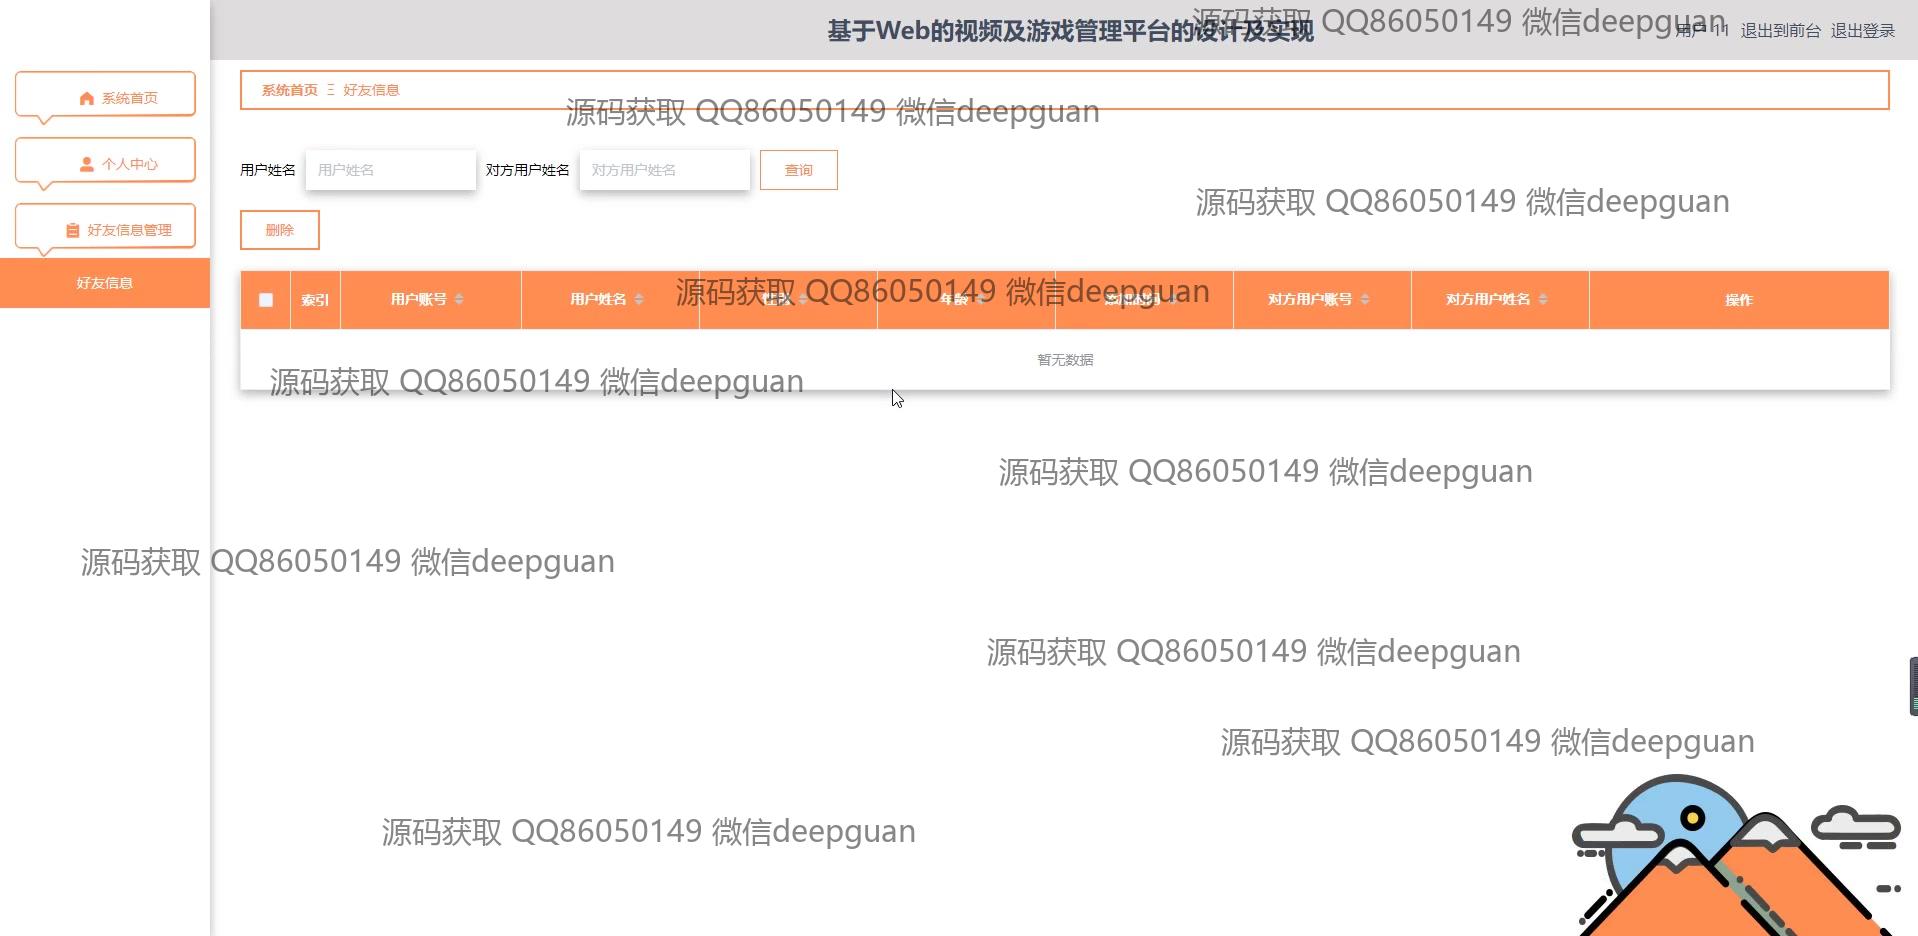 基于Web的视频及游戏管理平台的设计及实现
源码获取 QQ86050149 微信deepguan
用户 11 退出到前台 退出登录
系统首页
个人中心
好友信息管理
好友信息
系统首页 Ξ 好友信息
源码获取 QQ86050149 微信deepguan
用户姓名 用户姓名 对方用户姓名 对方用户姓名 查询
源码获取 QQ86050149 微信deepguan
删除
索引 用户账号 用户姓名 性别 年龄 添加时间 对方用户账号 对方用户姓名 操作
源码获取 QQ86050149 微信deepguan
暂无数据
源码获取 QQ86050149 微信deepguan
源码获取 QQ86050149 微信deepguan
源码获取 QQ86050149 微信deepguan
源码获取 QQ86050149 微信deepguan
源码获取 QQ86050149 微信deepguan
源码获取 QQ86050149 微信deepguan